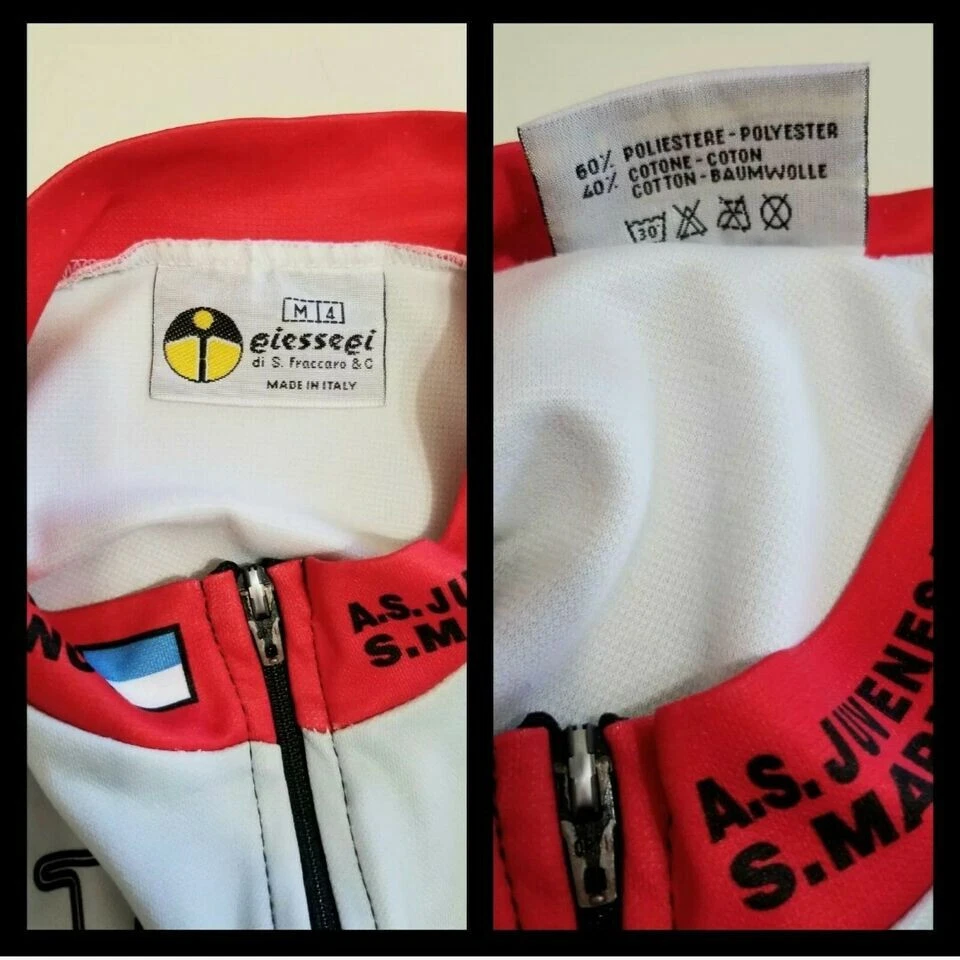 M 4
giessegi
di S. Fraccaro & C
MADE IN ITALY
A.S. JU
S.MA
60% POLIESTERE - POLYESTER
40% COTONE - COTON
COTTON - BAUMWOLLE
30
A.S. JUVENES
S.MAR